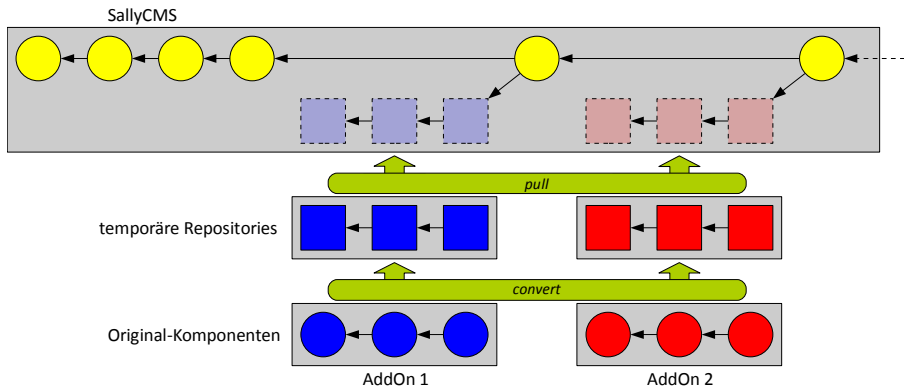 SallyCMS
pull
temporäre Repositories
convert
Original-Komponenten
AddOn 1
AddOn 2